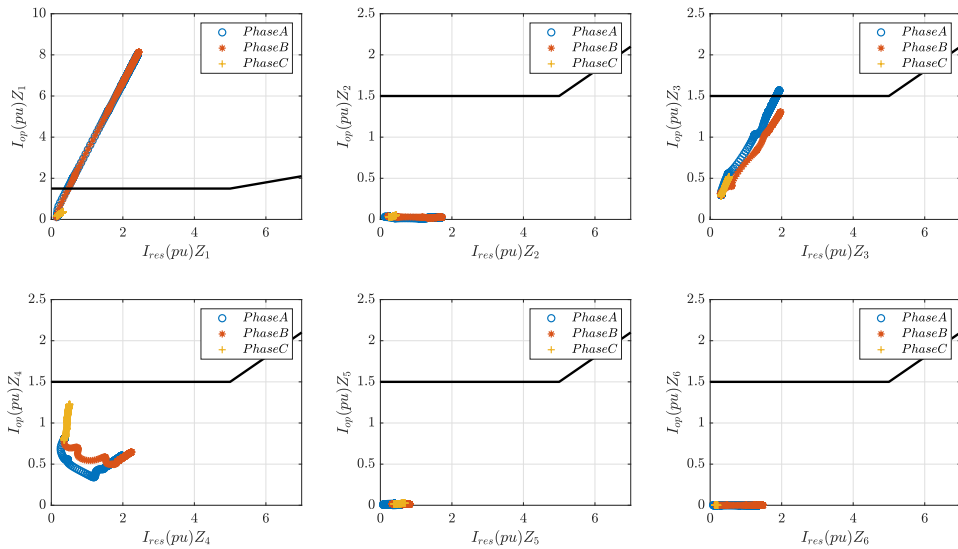 10
8
6
4
2
0
I_op(pu)Z_1
PhaseA
PhaseB
PhaseC
0 2 4 6
I_res(pu)Z_1
2.5
2
1.5
1
0.5
0
I_op(pu)Z_2
PhaseA
PhaseB
PhaseC
0 2 4 6
I_res(pu)Z_2
2.5
2
1.5
1
0.5
0
I_op(pu)Z_3
PhaseA
PhaseB
PhaseC
0 2 4 6
I_res(pu)Z_3
2.5
2
1.5
1
0.5
0
I_op(pu)Z_4
PhaseA
PhaseB
PhaseC
0 2 4 6
I_res(pu)Z_4
2.5
2
1.5
1
0.5
0
I_op(pu)Z_5
PhaseA
PhaseB
PhaseC
0 2 4 6
I_res(pu)Z_5
2.5
2
1.5
1
0.5
0
I_op(pu)Z_6
PhaseA
PhaseB
PhaseC
0 2 4 6
I_res(pu)Z_6